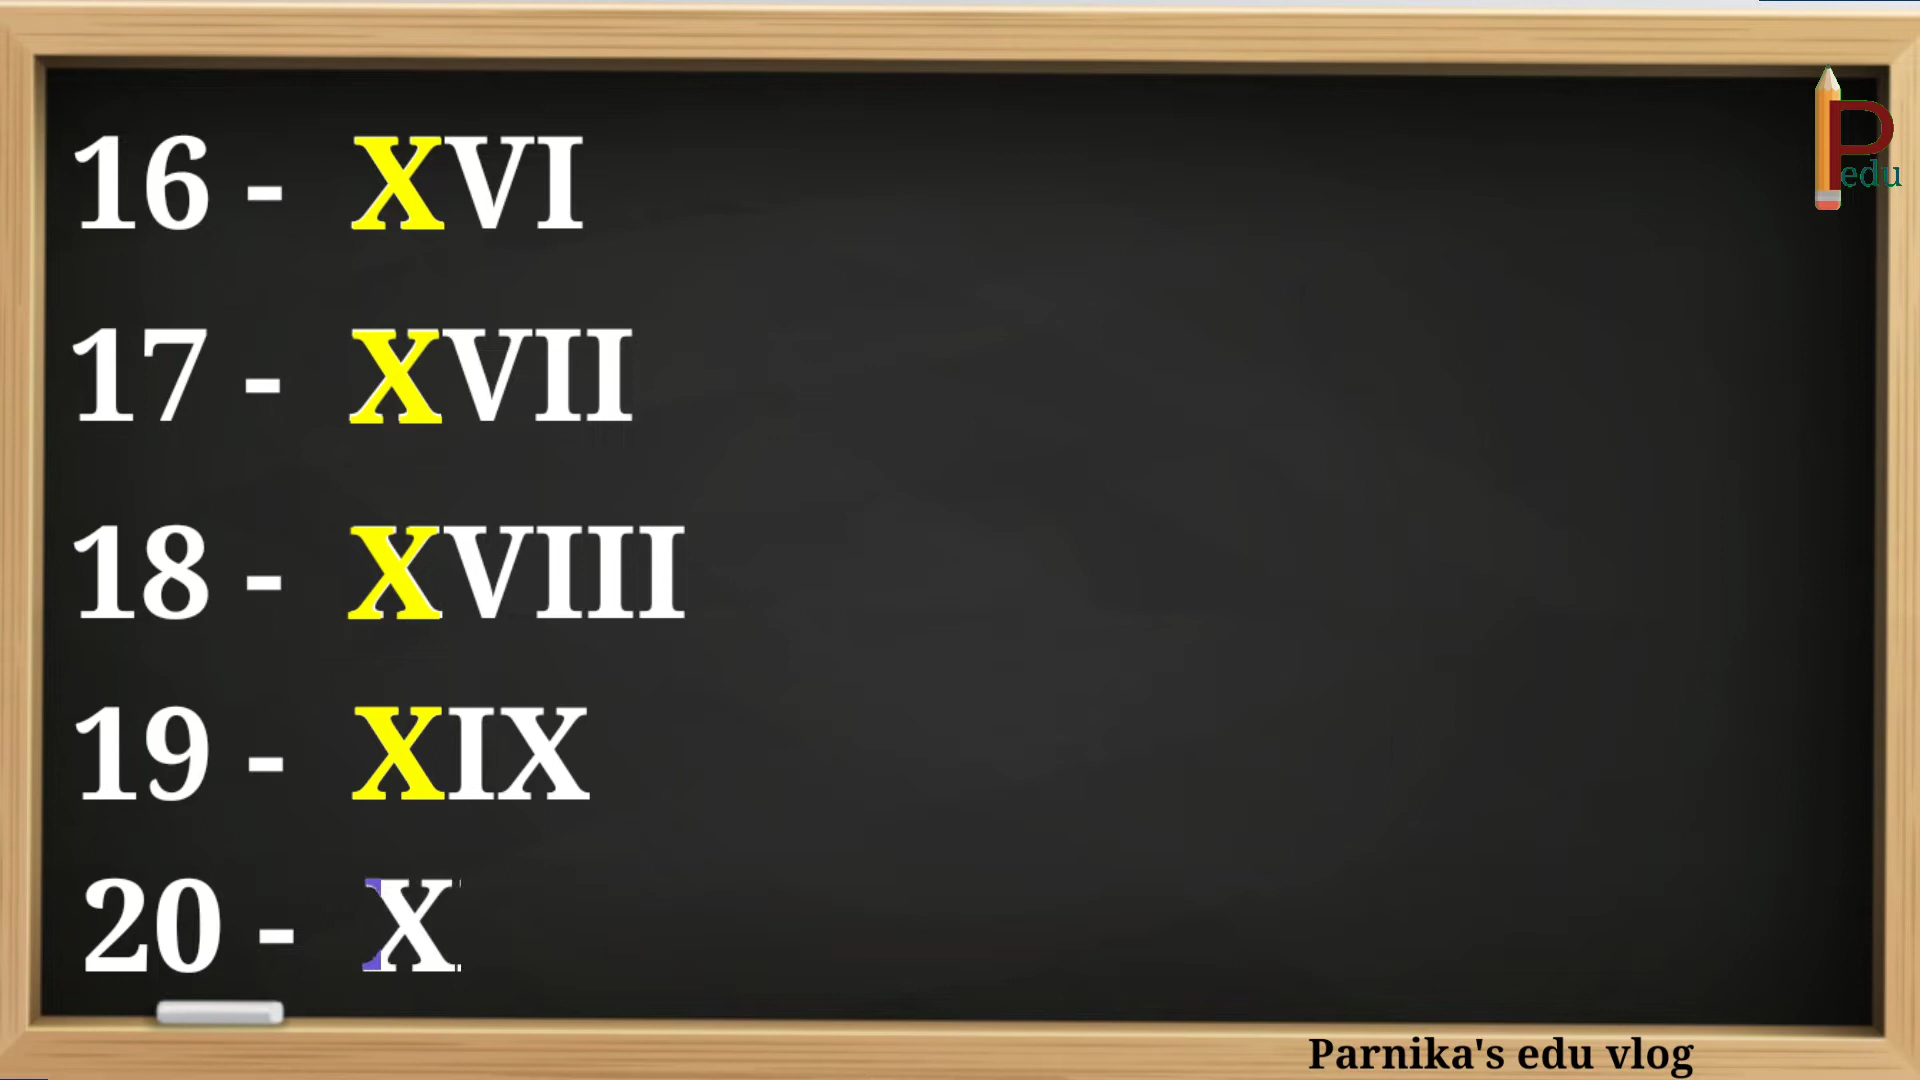 16 - XVI
17 - XVII
18 - XVIII
19 - XIX
20 - X
P
edu
Parnika's edu vlog